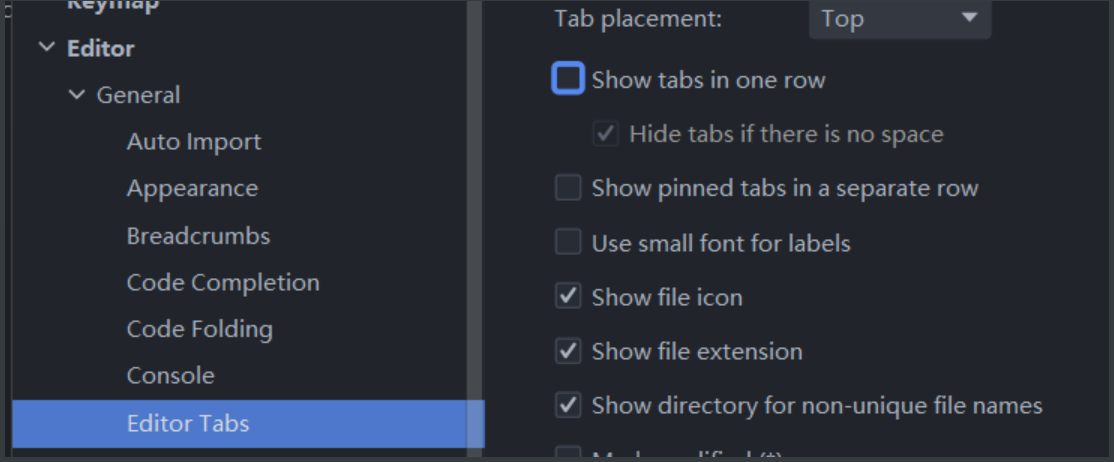 Keymap
Editor
General
Auto Import
Appearance
Breadcrumbs
Code Completion
Code Folding
Console
Editor Tabs
Tab placement: Top
Show tabs in one row
Hide tabs if there is no space
Show pinned tabs in a separate row
Use small font for labels
Show file icon
Show file extension
Show directory for non-unique file names